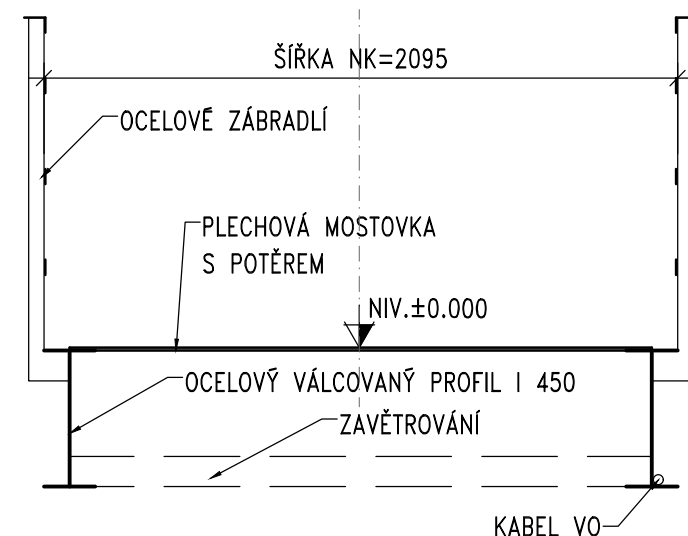 ŠÍŘKA NK=2095
OCELOVÉ ZÁBRADLÍ
PLECHOVÁ MOSTOVKA
S POTĚREM
NIV.±0.000
OCELOVÝ VÁLCOVANÝ PROFIL I 450
ZAVĚTROVÁNÍ
KABEL VO